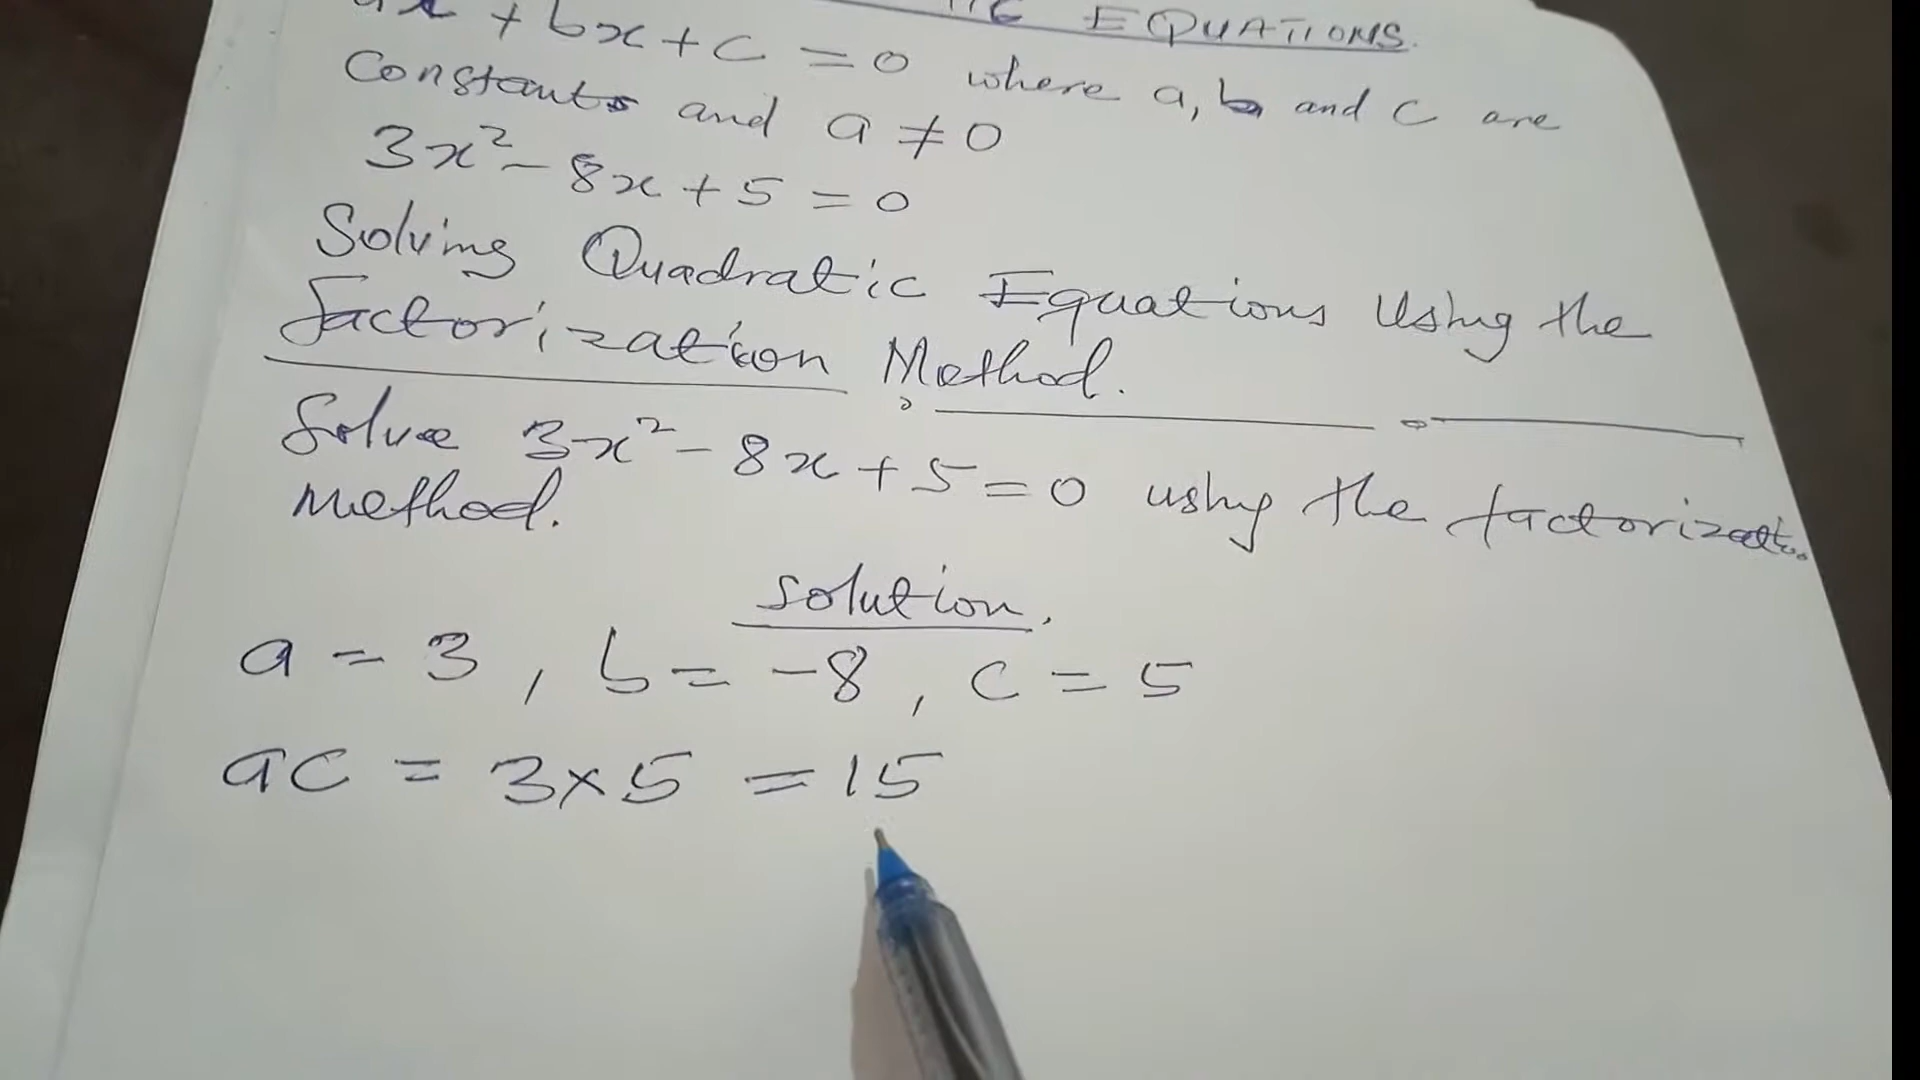 EQUATIONS.
+ bx + c = 0 where a, b and c are
Constants and a ≠ 0
3x² - 8x + 5 = 0
Solving Quadratic Equations Using the
Factorization Method.
Solve 3x² - 8x + 5 = 0 using the factorizat.
method.
Solution.
a = 3, b = -8, c = 5
ac = 3×5 = 15